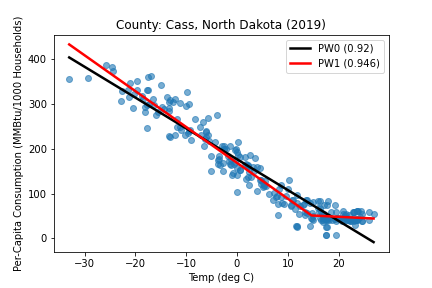 County: Cass, North Dakota (2019)
PW0 (0.92)
PW1 (0.946)
Per-Capita Consumption (MMBtu/1000 Households)
400
300
200
100
0
−30
−20
−10
0
10
20
Temp (deg C)